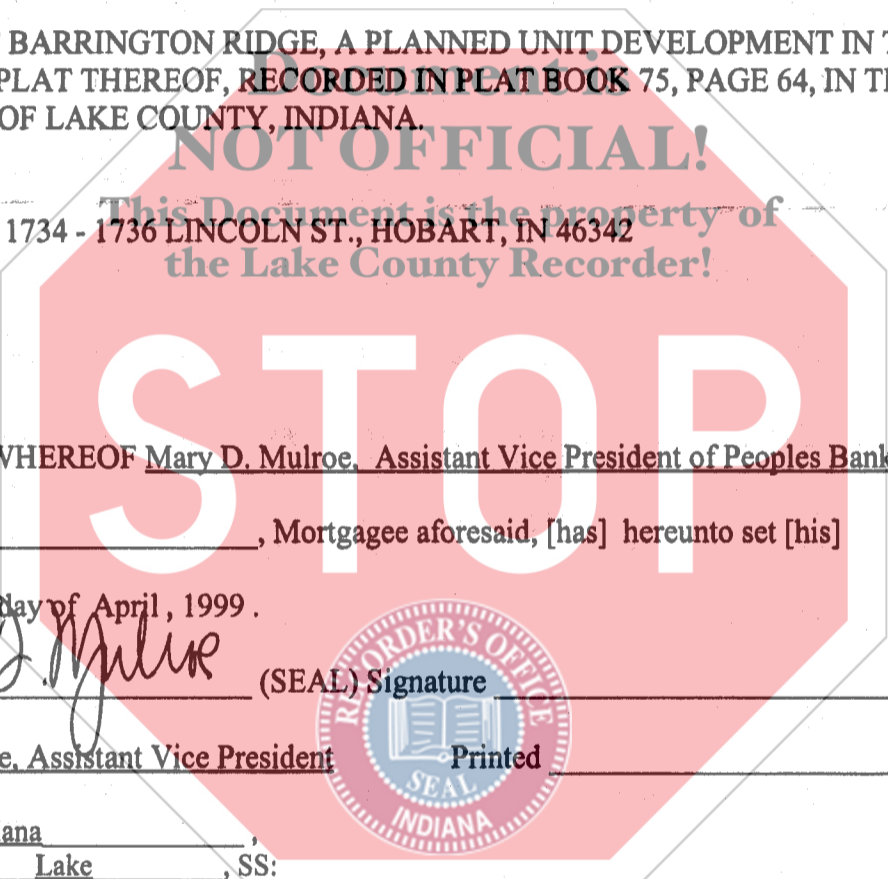 BARRINGTON RIDGE, A PLANNED UNIT DEVELOPMENT IN
PLAT THEREOF, RECORDED IN PLAT BOOK 75, PAGE 64, IN
OF LAKE COUNTY, INDIANA.
Document is
NOT OFFICIAL!
This Document is the property of
the Lake County Recorder!
1734 - 1736 LINCOLN ST., HOBART, IN 46342
STOP
WHEREOF Mary D. Mulroe, Assistant Vice President of Peoples Bank
, Mortgagee aforesaid, [has] hereunto set [his]
day of April , 1999 .
D. Mulroe
(SEAL) Signature
e, Assistant Vice President Printed
iana ,
Lake , SS:
RECORDER'S OFFICE
SEAL
INDIANA